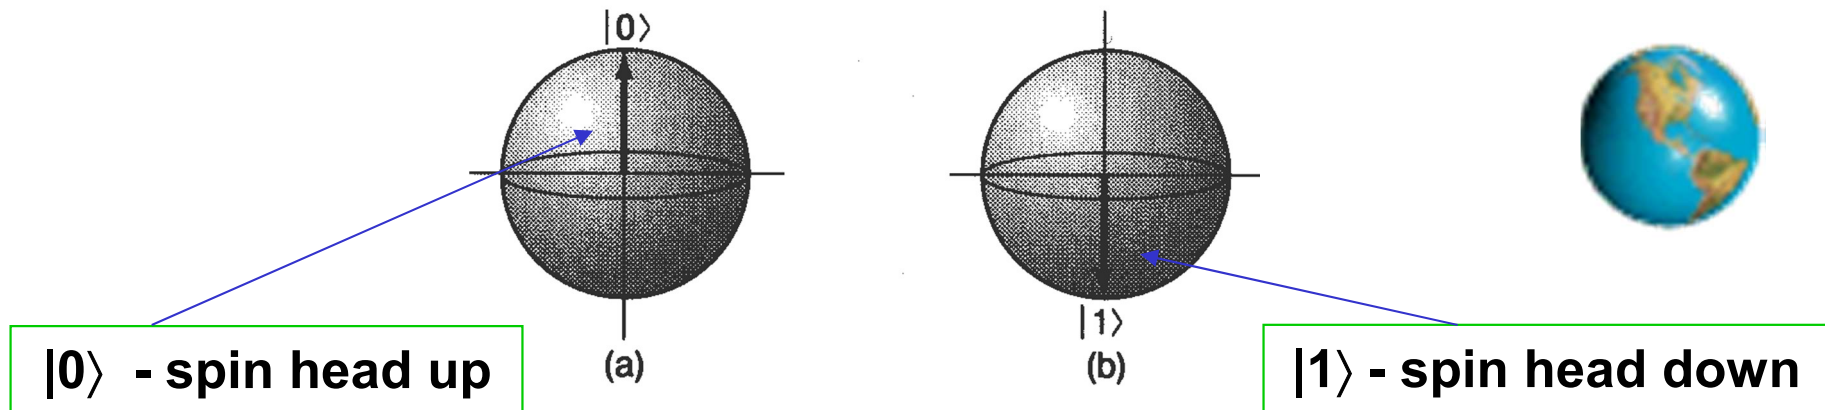 |0⟩
|1⟩
(a)
(b)
|0⟩ - spin head up
|1⟩ - spin head down